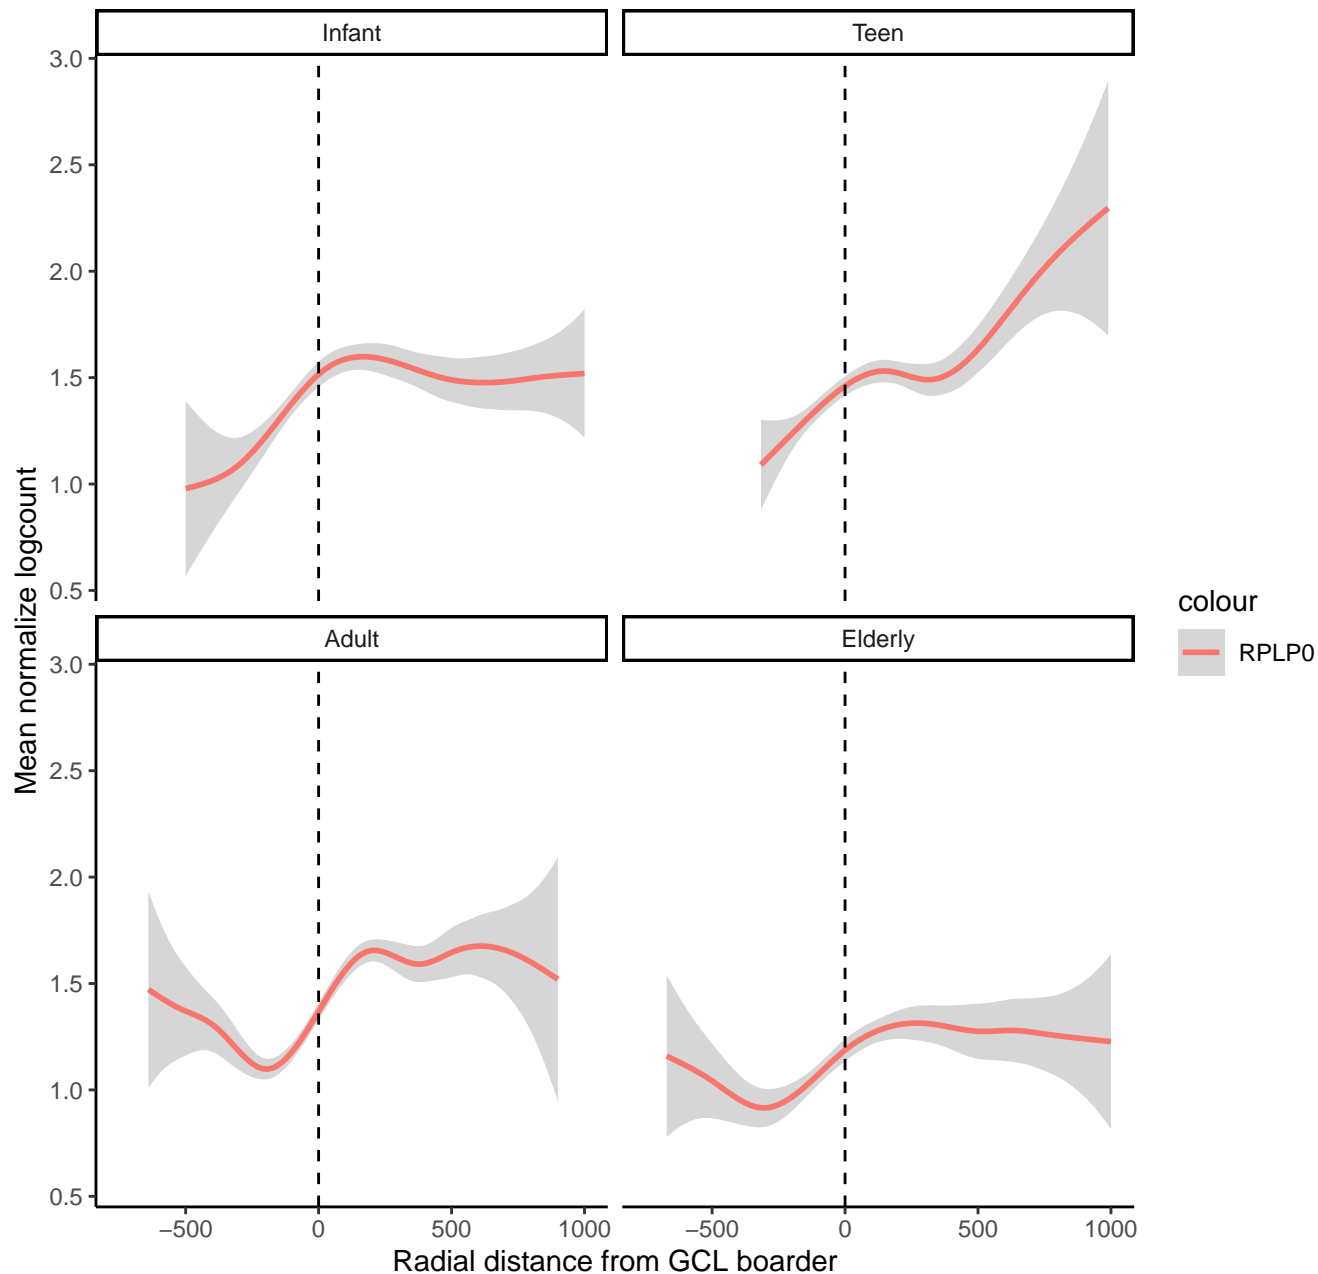 Infant
Teen
3.0
2.5
2.0
1.5
1.0
0.5
Adult
Elderly
3.0
2.5
2.0
1.5
1.0
0.5
−500 0 500 1000
−500 0 500 1000
Radial distance from GCL boarder
Mean normalize logcount
colour
RPLP0